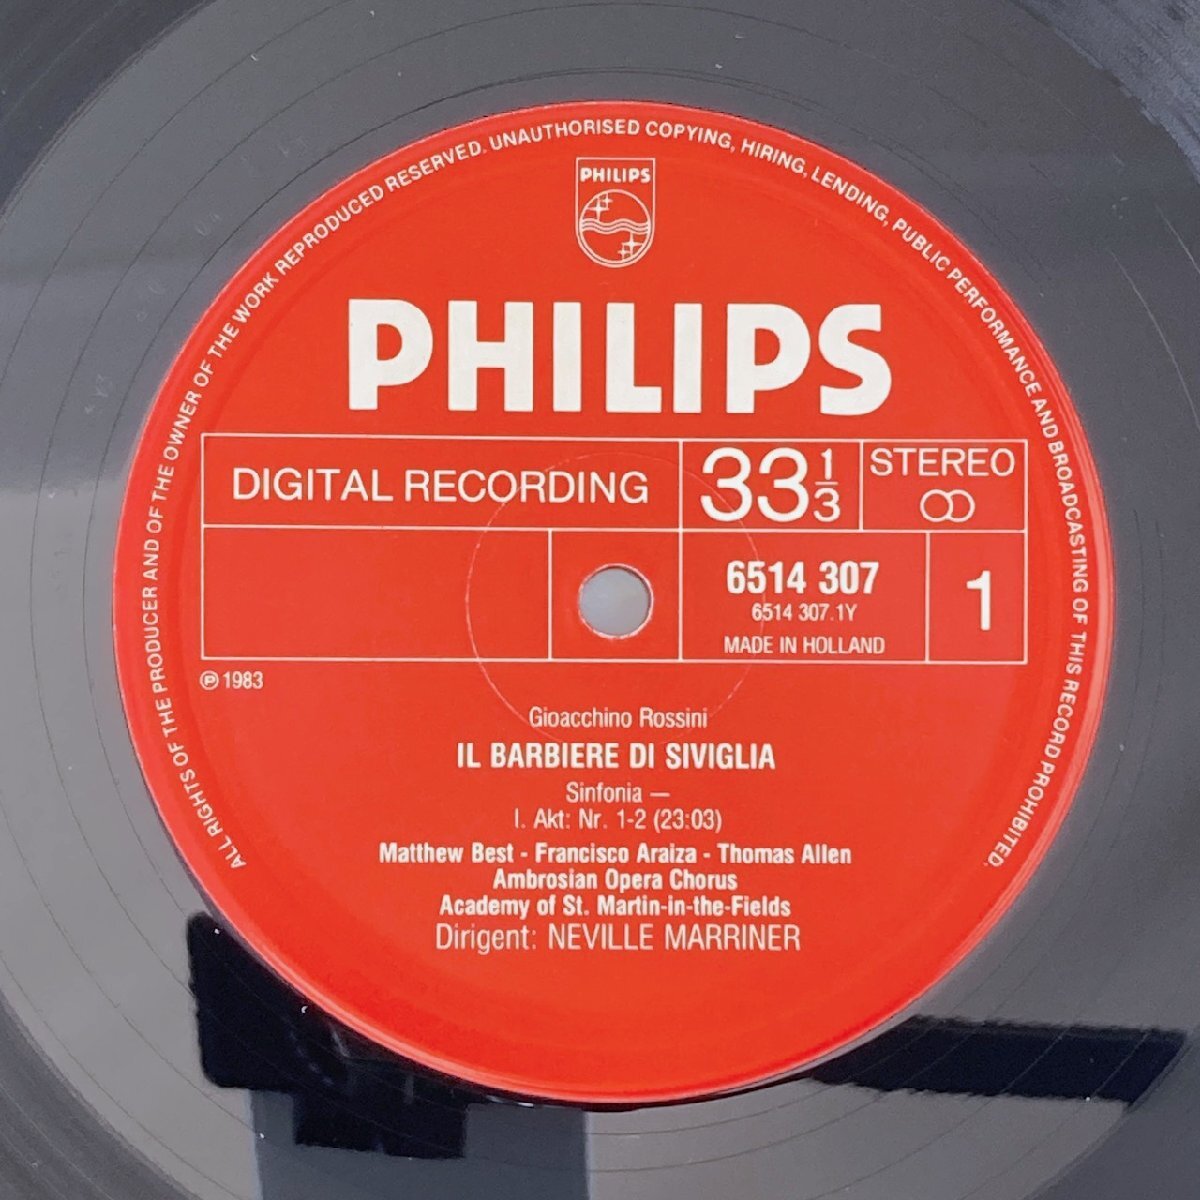 ALL RIGHTS OF THE PRODUCER AND OF THE OWNER OF THE WORK REPRODUCED RESERVED. UNAUTHORISED COPYING, HIRING, LENDING, PUBLIC PERFORMANCE AND BROADCASTING OF THIS RECORD PROHIBITED.
PHILIPS
PHILIPS
DIGITAL RECORDING
33 1/3
STEREO
6514 307
6514 307.1Y
MADE IN HOLLAND
1
℗ 1983
Gioacchino Rossini
IL BARBIERE DI SIVIGLIA
Sinfonia —
I. Akt: Nr. 1-2 (23:03)
Matthew Best - Francisco Araiza - Thomas Allen
Ambrosian Opera Chorus
Academy of St. Martin-in-the-Fields
Dirigent: NEVILLE MARRINER